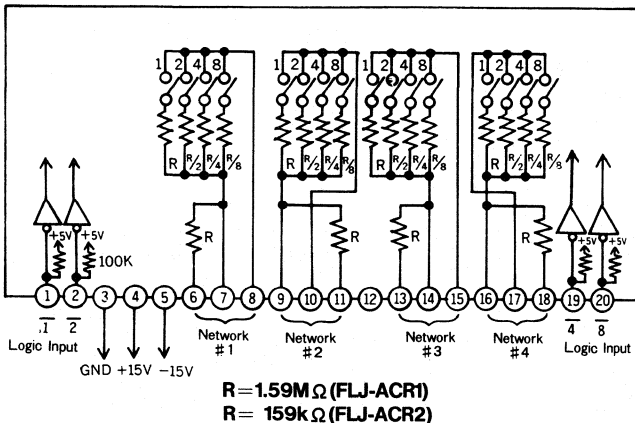 1 2 4 8
1 2 4 8
1 2 4 8
1 2 4 8
R R/2 R/4 R/8
R R/2 R/4 R/8
R R/2 R/4 R/8
R R/2 R/4 R/8
+5V +5V
100K
R R R R
+5V +5V
1 2 3 4 5 6 7 8 9 10 11 12 13 14 15 16 17 18 19 20
.1 2
4 8
Logic Input
Network #1
Network #2
Network #3
Network #4
Logic Input
GND +15V -15V
R=1.59MΩ(FLJ-ACR1)
R= 159kΩ(FLJ-ACR2)